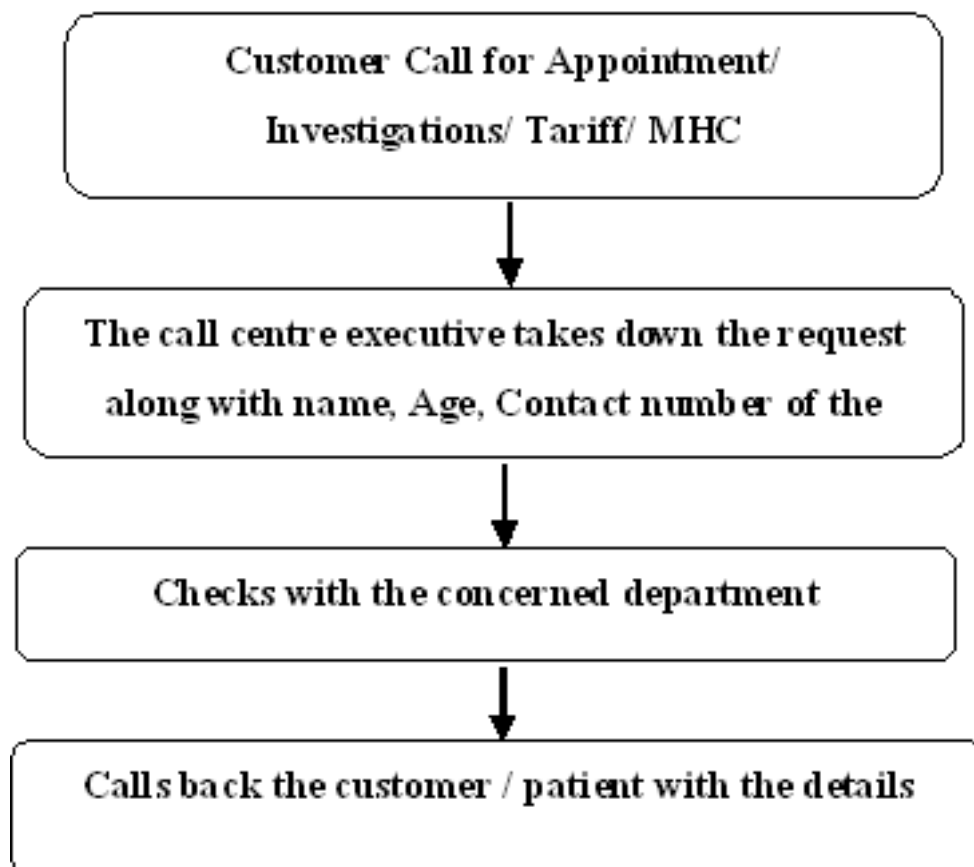 Customer Call for Appointment/
Investigations/ Tariff/ MHC
The call centre executive takes down the request
along with name, Age, Contact number of the
Checks with the concerned department
Calls back the customer / patient with the details